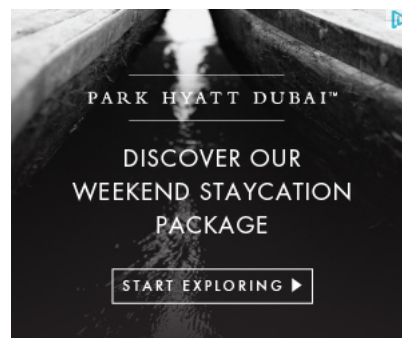 PARK HYATT DUBAI™
DISCOVER OUR
WEEKEND STAYCATION
PACKAGE
START EXPLORING